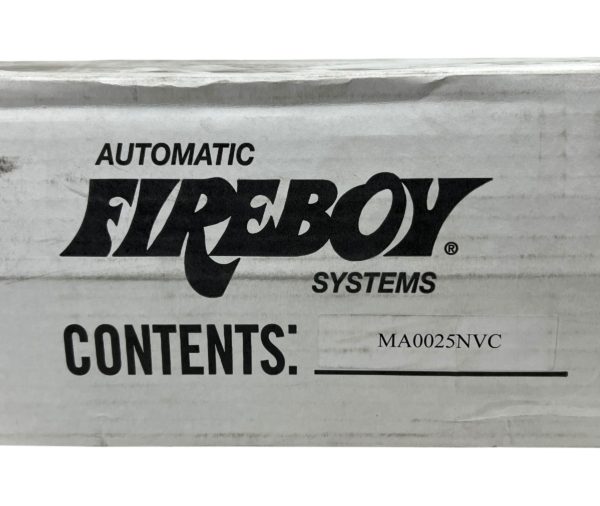 AUTOMATIC
FIREBOY®
SYSTEMS
CONTENTS: MA0025NVC